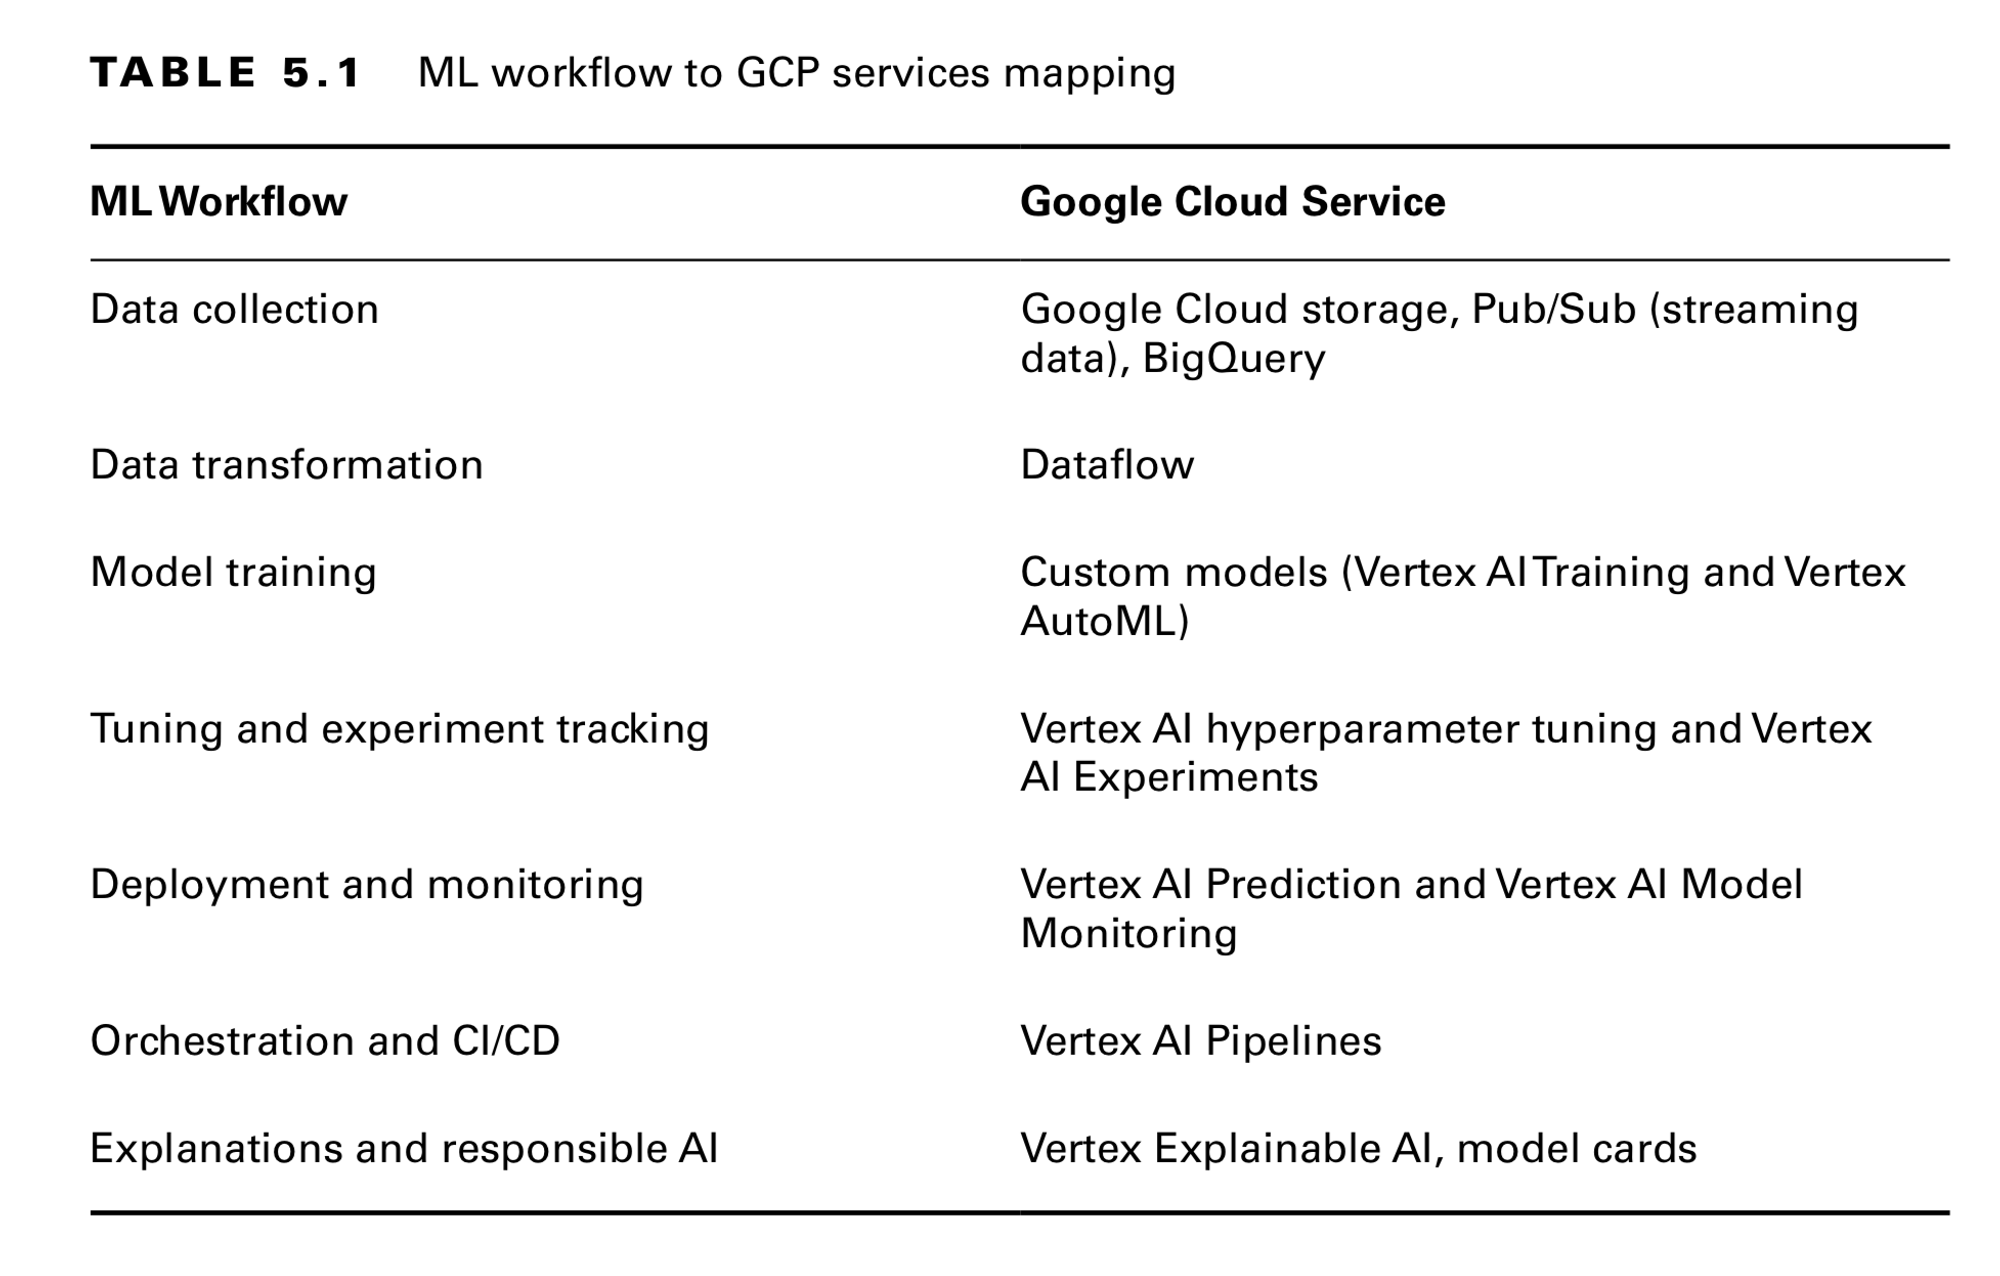 TABLE 5.1 ML workflow to GCP services mapping
ML Workflow Google Cloud Service
Data collection Google Cloud storage, Pub/Sub (streaming
data), BigQuery
Data transformation Dataflow
Model training Custom models (Vertex AI Training and Vertex
AutoML)
Tuning and experiment tracking Vertex AI hyperparameter tuning and Vertex
AI Experiments
Deployment and monitoring Vertex AI Prediction and Vertex AI Model
Monitoring
Orchestration and CI/CD Vertex AI Pipelines
Explanations and responsible AI Vertex Explainable AI, model cards